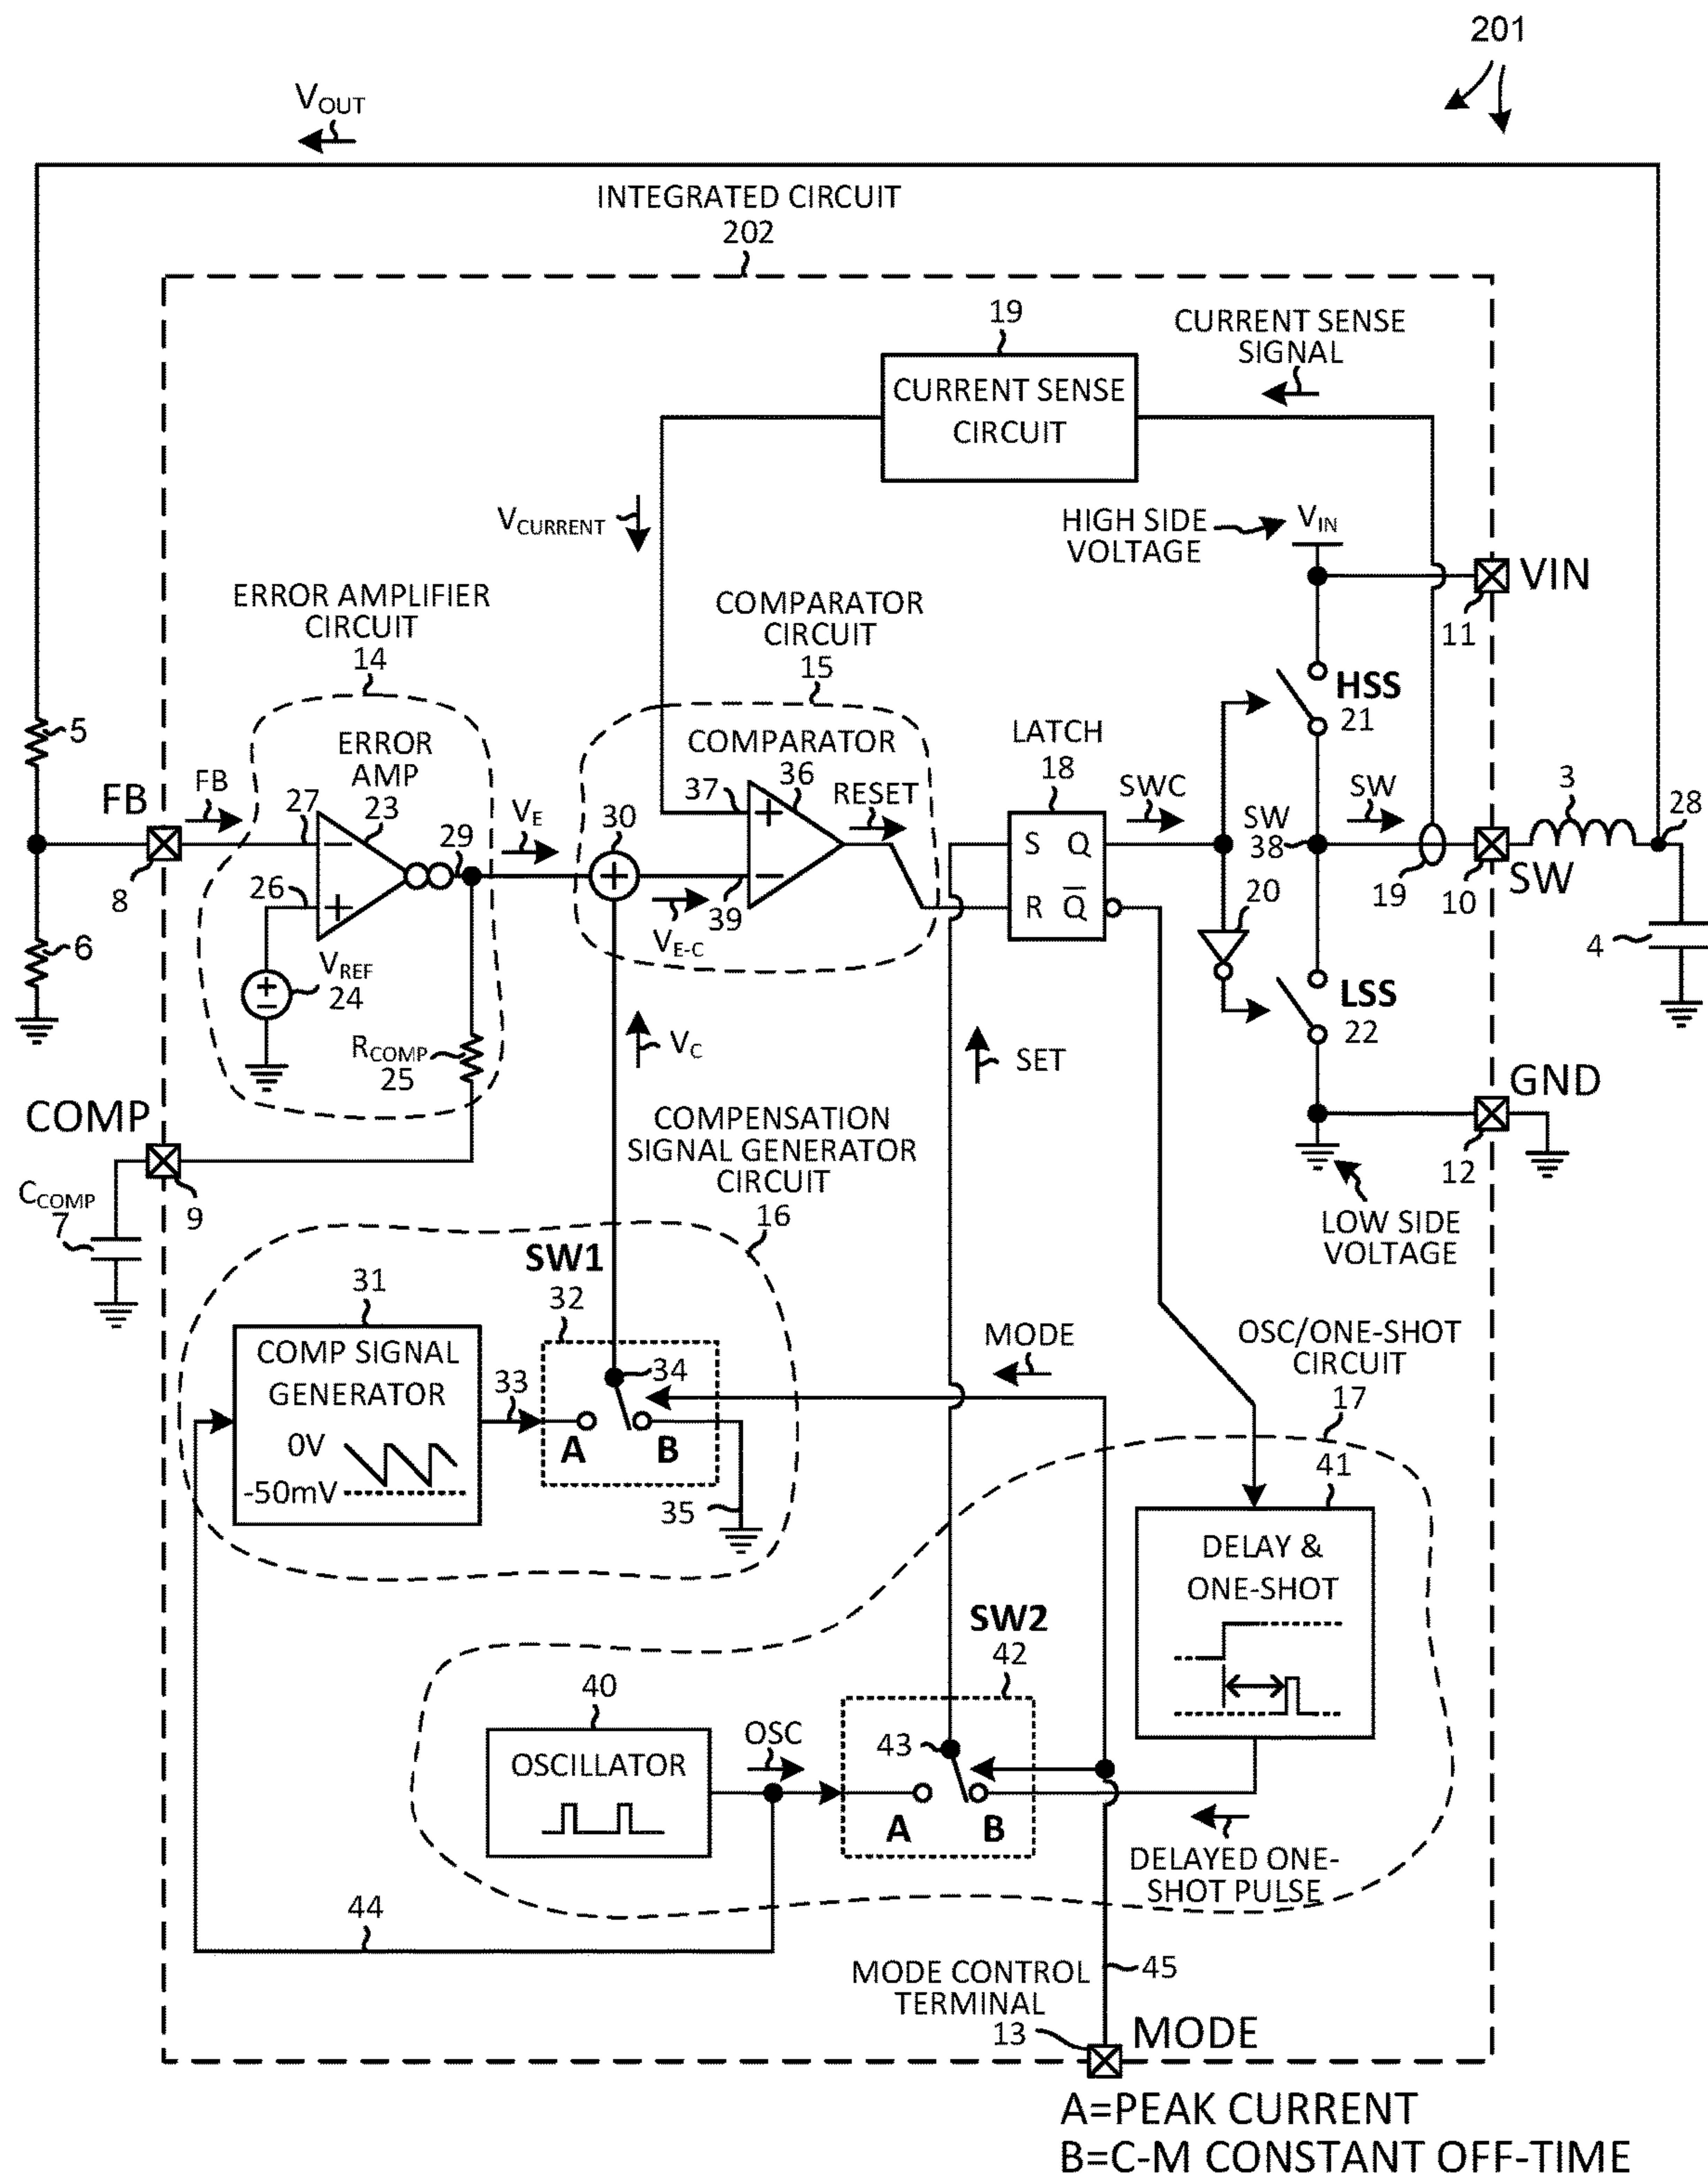 201
VOUT
INTEGRATED CIRCUIT
202
19
CURRENT SENSE
SIGNAL
CURRENT SENSE
CIRCUIT
VCURRENT
HIGH SIDE
VOLTAGE
VIN
VIN
11
ERROR AMPLIFIER
CIRCUIT
14
COMPARATOR
CIRCUIT
15
HSS
21
5
ERROR
AMP
23
COMPARATOR
36
LATCH
18
FB
FB
27
37
+
RESET
SWC
SW
3
28
29
VE
30
S Q
SW
38
−
+
−
R Q̅
8
26
+
39
VE-C
20
19
10
SW
6
VREF
24
+
−
4
LSS
22
RCOMP
25
VC
SET
GND
COMP
COMPENSATION
SIGNAL GENERATOR
CIRCUIT
16
12
CCOMP
7
9
LOW SIDE
VOLTAGE
SW1
32
31
MODE
OSC/ONE-SHOT
CIRCUIT
17
COMP SIGNAL
GENERATOR
33
34
0V
-50mV
A
B
35
41
DELAY &
ONE-SHOT
SW2
42
40
OSC
43
OSCILLATOR
A
B
DELAYED ONE-
SHOT PULSE
44
45
MODE CONTROL
TERMINAL
13
MODE
A=PEAK CURRENT
B=C-M CONSTANT OFF-TIME